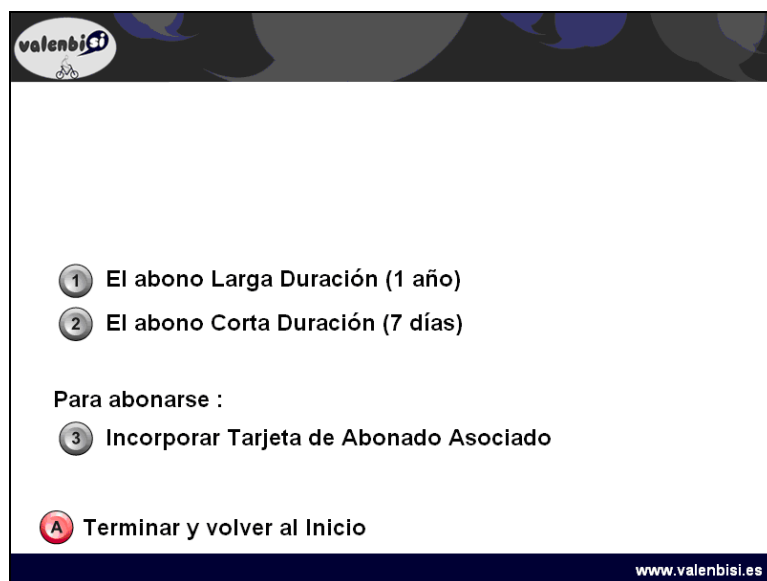 valenbisi
1 El abono Larga Duración (1 año)
2 El abono Corta Duración (7 días)
Para abonarse :
3 Incorporar Tarjeta de Abonado Asociado
A Terminar y volver al Inicio
www.valenbisi.es